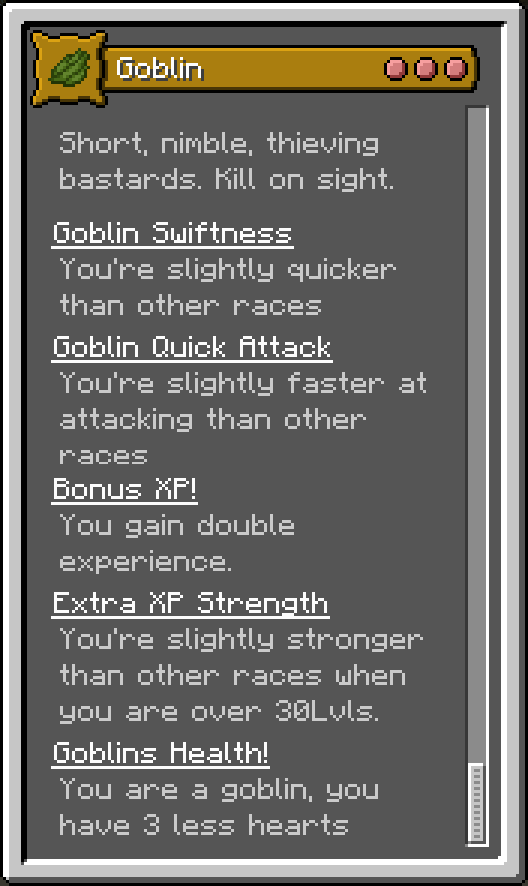 Goblin
Short, nimble, thieving
bastards. Kill on sight.
Goblin Swiftness
You're slightly quicker
than other races
Goblin Quick Attack
You're slightly faster at
attacking than other
races
Bonus XP!
You gain double
experience.
Extra XP Strength
You're slightly stronger
than other races when
you are over 30Lvls.
Goblins Health!
You are a goblin, you
have 3 less hearts